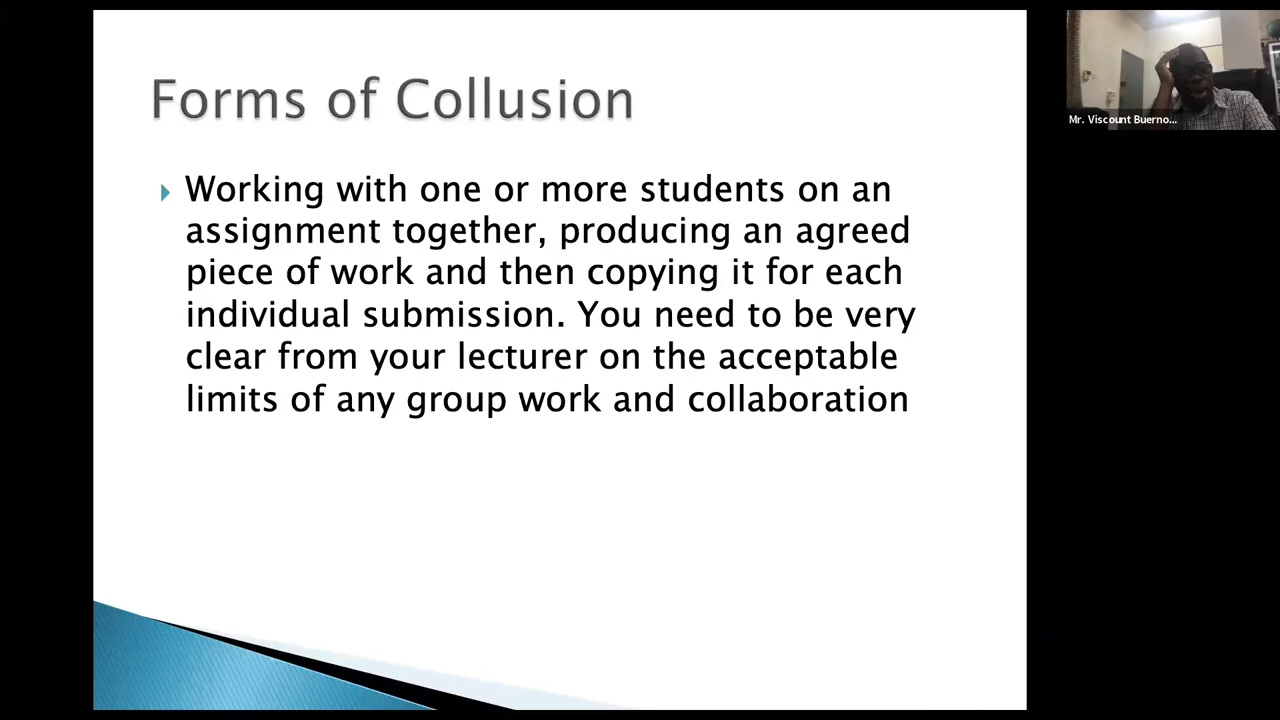 Forms of Collusion
Working with one or more students on an
assignment together, producing an agreed
piece of work and then copying it for each
individual submission. You need to be very
clear from your lecturer on the acceptable
limits of any group work and collaboration
Mr. Viscount Buerno...